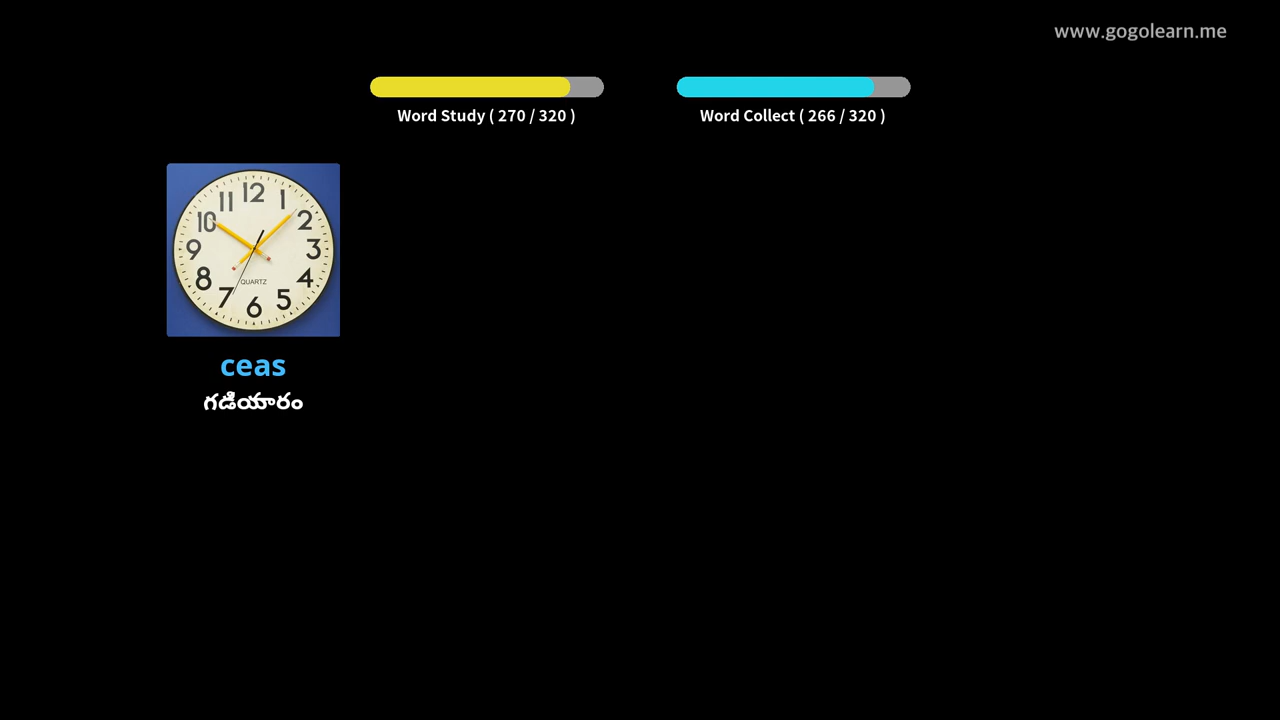 www.gogolearn.me
Word Study ( 270 / 320 )
Word Collect ( 266 / 320 )
12
11 1
10 2
9 3
8 4
7 5
6
QUARTZ
ceas
గడియారం